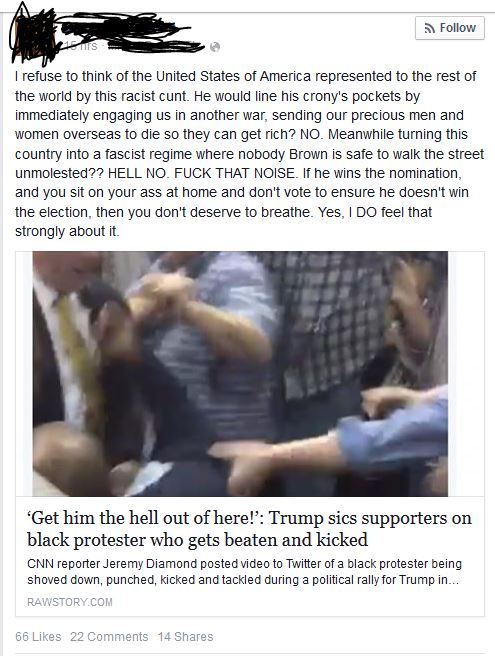 Follow
15 hrs ·
I refuse to think of the United States of America represented to the rest of
the world by this racist cunt. He would line his crony's pockets by
immediately engaging us in another war, sending our precious men and
women overseas to die so they can get rich? NO. Meanwhile turning this
country into a fascist regime where nobody Brown is safe to walk the street
unmolested?? HELL NO. FUCK THAT NOISE. If he wins the nomination,
and you sit on your ass at home and don't vote to ensure he doesn't win
the election, then you don't deserve to breathe. Yes, I DO feel that
strongly about it.
‘Get him the hell out of here!’: Trump sics supporters on
black protester who gets beaten and kicked
CNN reporter Jeremy Diamond posted video to Twitter of a black protester being
shoved down, punched, kicked and tackled during a political rally for Trump in...
RAWSTORY.COM
66 Likes 22 Comments 14 Shares